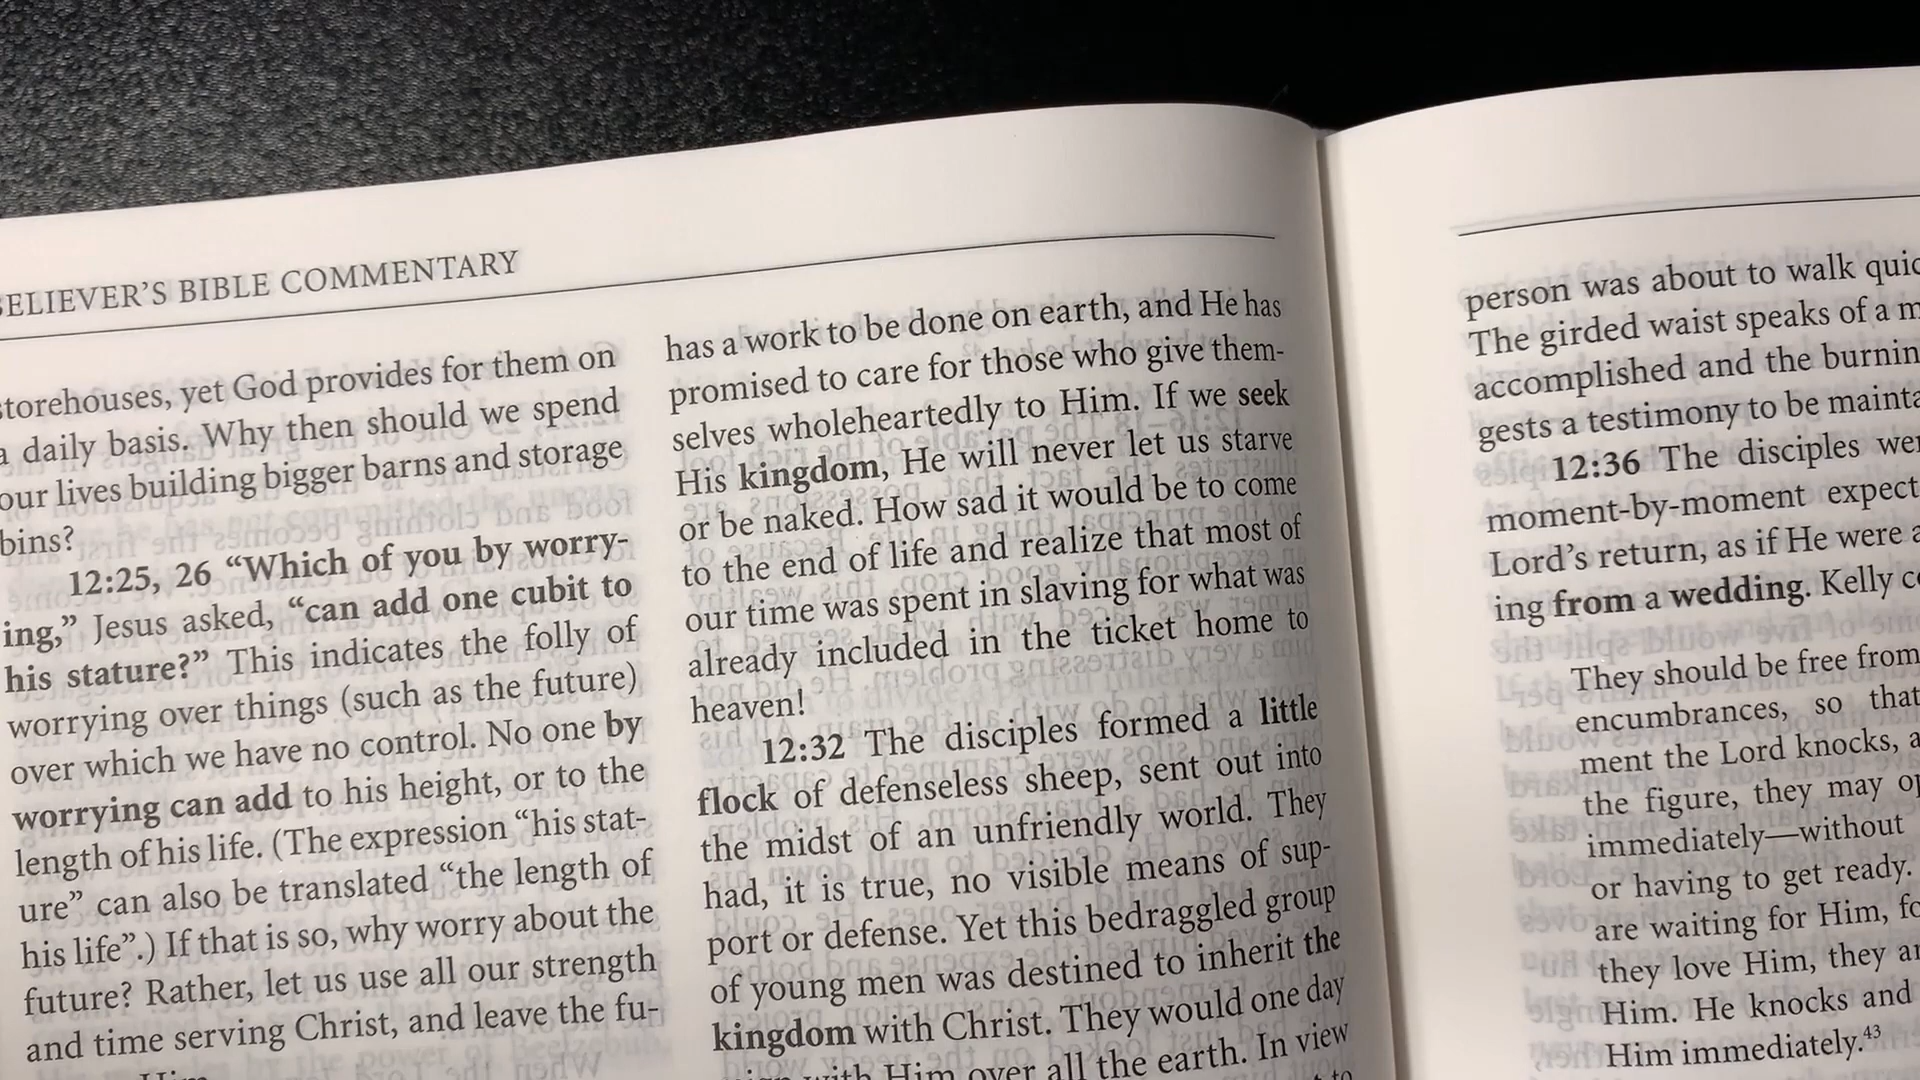 BELIEVER'S BIBLE COMMENTARY
storehouses, yet God provides for them on
a daily basis. Why then should we spend
our lives building bigger barns and storage
bins?
12:25, 26 “Which of you by worry-
ing,” Jesus asked, “can add one cubit to
his stature?” This indicates the folly of
worrying over things (such as the future)
over which we have no control. No one by
worrying can add to his height, or to the
length of his life. (The expression “his stat-
ure” can also be translated “the length of
his life”.) If that is so, why worry about the
future? Rather, let us use all our strength
and time serving Christ, and leave the fu-
Him.
has a work to be done on earth, and He has
promised to care for those who give them-
selves wholeheartedly to Him. If we seek
His kingdom, He will never let us starve
or be naked. How sad it would be to come
to the end of life and realize that most of
our time was spent in slaving for what was
already included in the ticket home to
heaven!
12:32 The disciples formed a little
flock of defenseless sheep, sent out into
the midst of an unfriendly world. They
had, it is true, no visible means of sup-
port or defense. Yet this bedraggled group
of young men was destined to inherit the
kingdom with Christ. They would one day
with Him over all the earth. In view
to
person was about to walk quic
The girded waist speaks of a m
accomplished and the burnin
gests a testimony to be mainta
12:36 The disciples wer
moment-by-moment expect
Lord's return, as if He were a
ing from a wedding. Kelly co
They should be free from
encumbrances, so that
ment the Lord knocks, a
the figure, they may op
immediately—without
or having to get ready.
are waiting for Him, fo
they love Him, they ar
Him. He knocks and
Him immediately.43